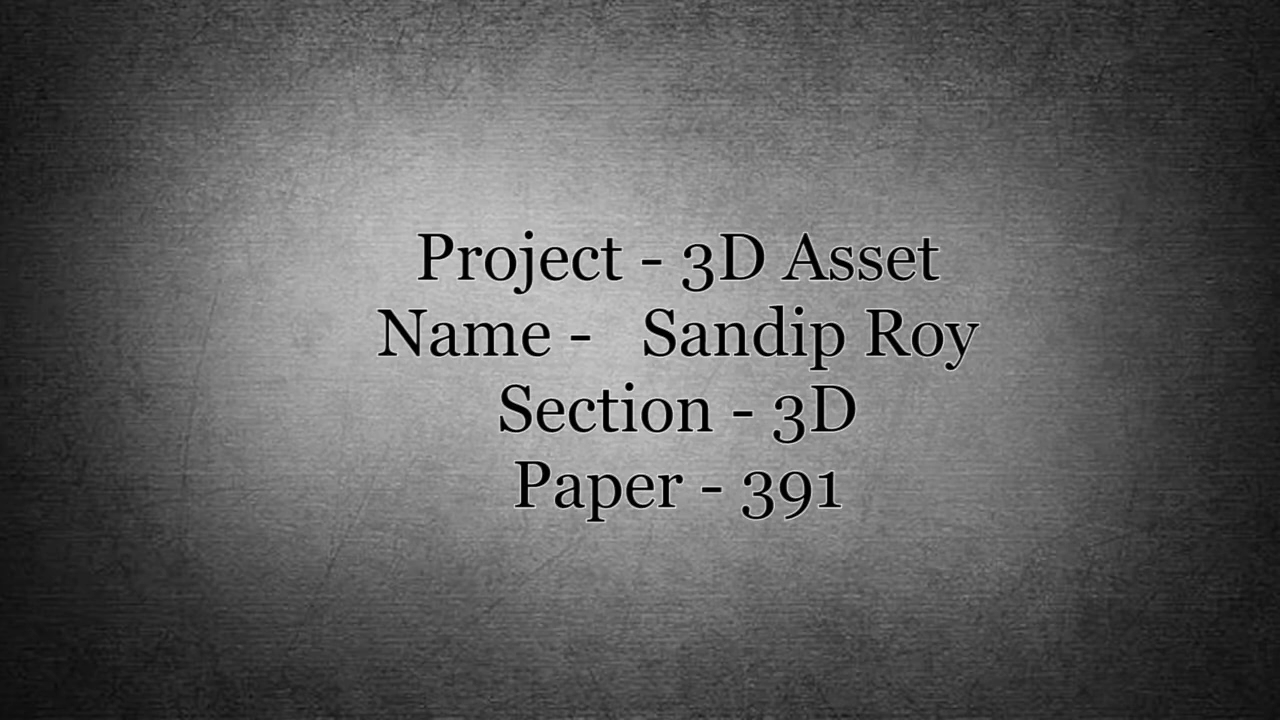 Project - 3D Asset
Name -   Sandip Roy
Section - 3D
Paper - 391